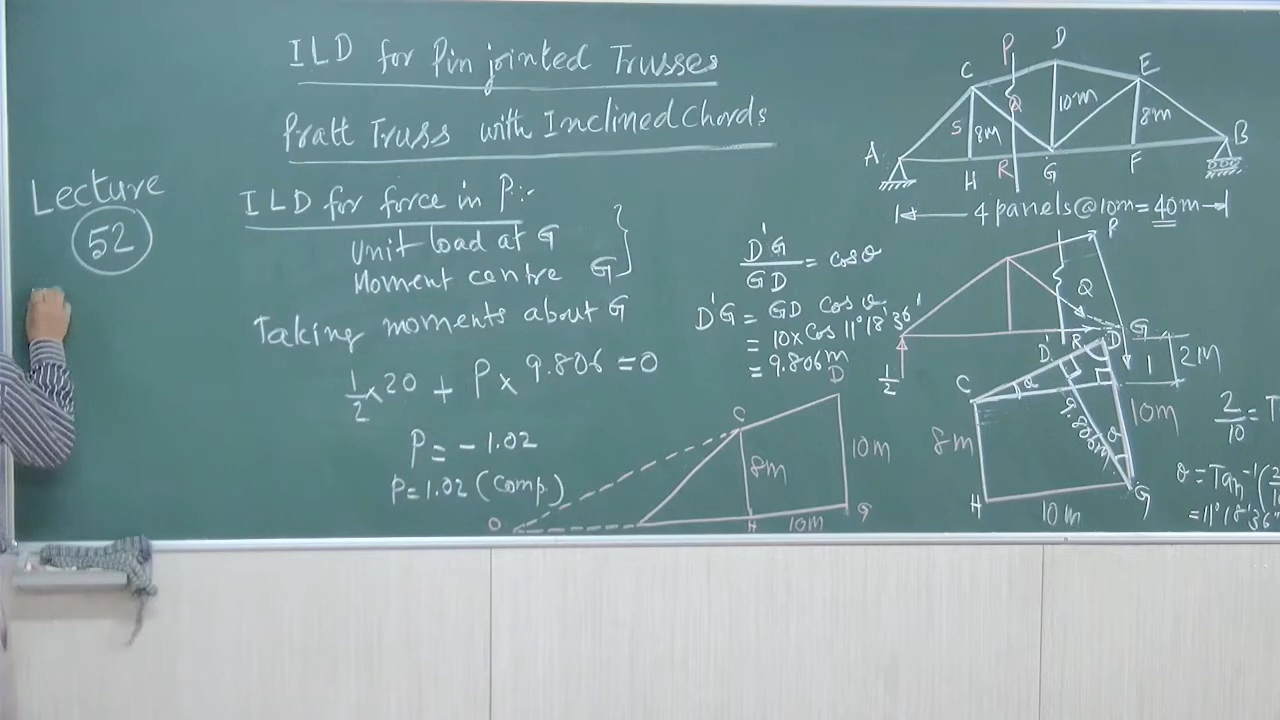 ILD for Pin jointed Trusses
Pratt Truss with Inclined Chords
Lecture
52
ILD for force in P:-
Unit load at G
Moment centre G
Taking moments about G
1/2 x 20 + P x 9.806 = 0
P = - 1.02
P = 1.02 (Comp.)
D'G/GD = cos θ
D'G = GD cos θ
= 10 x cos 11° 18' 36"
= 9.806 m
P
D
C
E
Q
10m
S
8m
8m
A
B
H
R
G
F
4 panels @ 10m = 40m
P
Q
G
R
1/2
1
2m
D'
D
C
α
θ
10m
8m
9.806m
H
10m
G
2/10 = T
θ = Tan⁻¹(2/1
= 11° 18' 36"
D
C
8m
10m
O
H
10m
G